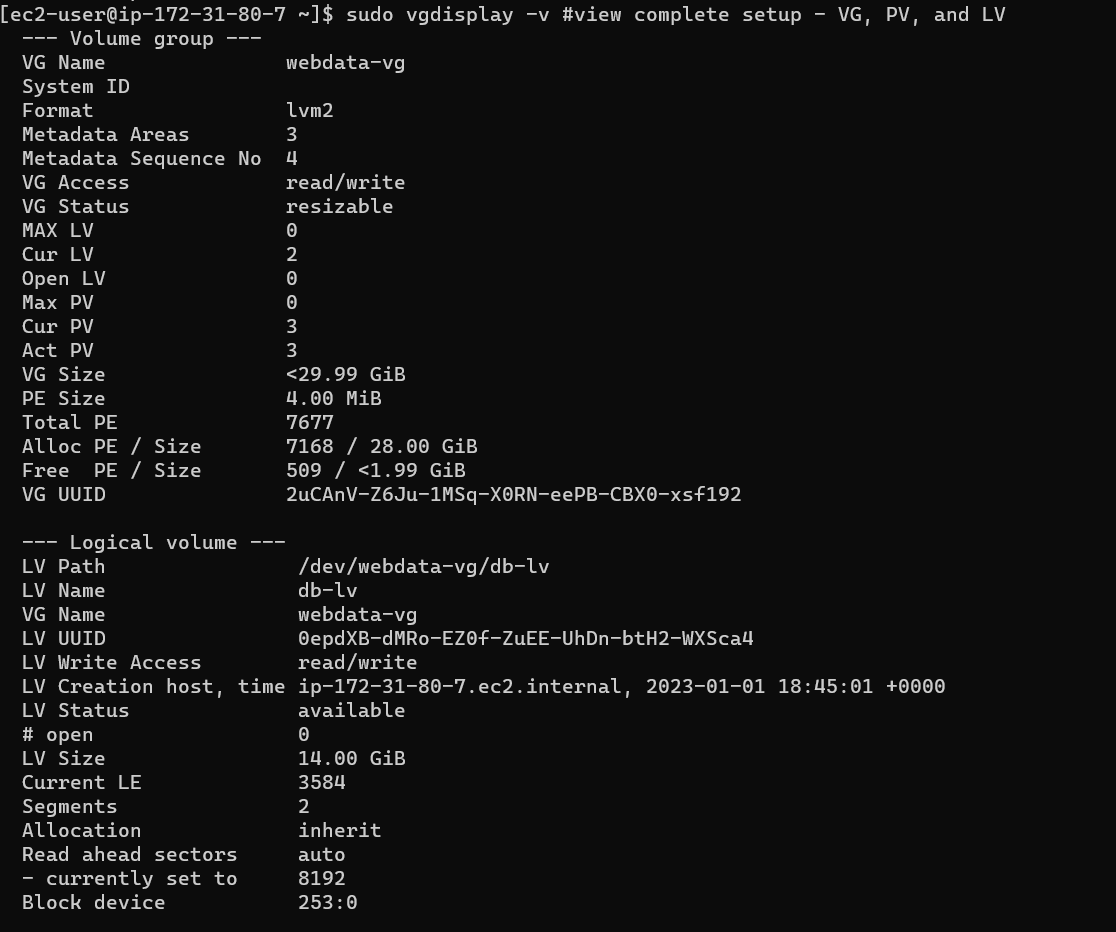 [ec2-user@ip-172-31-80-7 ~]$ sudo vgdisplay -v #view complete setup - VG, PV, and LV
--- Volume group ---
VG Name webdata-vg
System ID
Format lvm2
Metadata Areas 3
Metadata Sequence No 4
VG Access read/write
VG Status resizable
MAX LV 0
Cur LV 2
Open LV 0
Max PV 0
Cur PV 3
Act PV 3
VG Size <29.99 GiB
PE Size 4.00 MiB
Total PE 7677
Alloc PE / Size 7168 / 28.00 GiB
Free  PE / Size 509 / <1.99 GiB
VG UUID 2uCAnV-Z6Ju-1MSq-X0RN-eePB-CBX0-xsf192
--- Logical volume ---
LV Path /dev/webdata-vg/db-lv
LV Name db-lv
VG Name webdata-vg
LV UUID 0epdXB-dMRo-EZ0f-ZuEE-UhDn-btH2-WXSca4
LV Write Access read/write
LV Creation host, time ip-172-31-80-7.ec2.internal, 2023-01-01 18:45:01 +0000
LV Status available
# open 0
LV Size 14.00 GiB
Current LE 3584
Segments 2
Allocation inherit
Read ahead sectors auto
- currently set to 8192
Block device 253:0